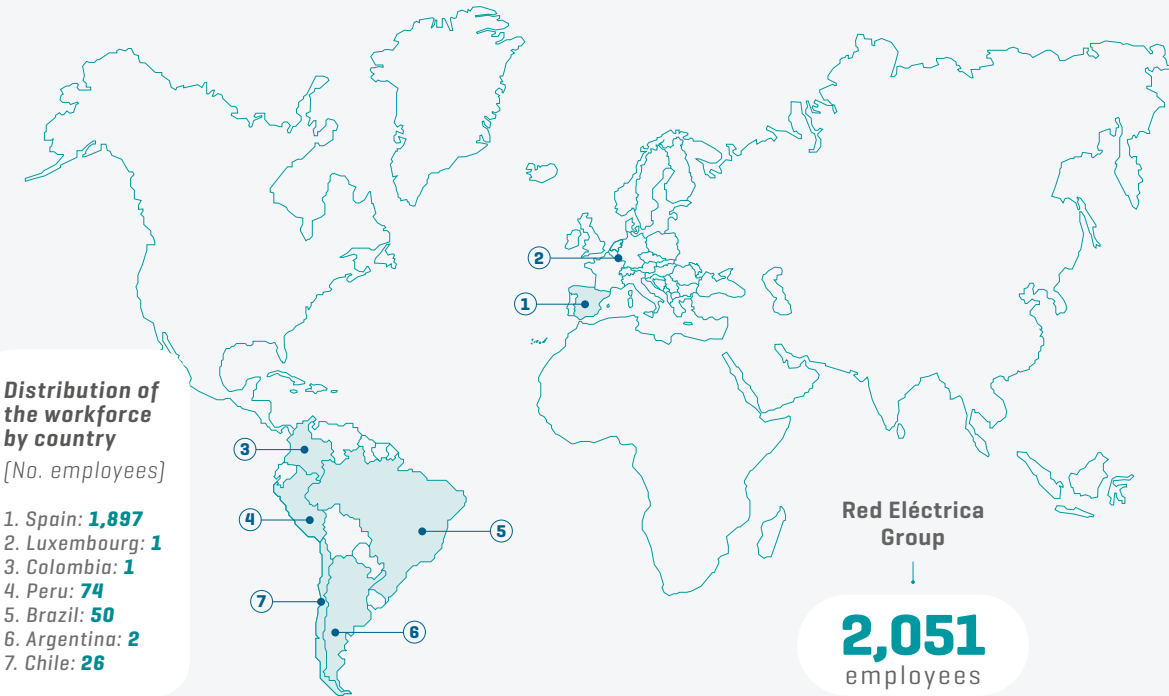 2
1
Distribution of
the workforce
by country
[No. employees]
1. Spain: 1,897
2. Luxembourg: 1
3. Colombia: 1
4. Peru: 74
5. Brazil: 50
6. Argentina: 2
7. Chile: 26
3
4
5
7
6
Red Eléctrica
Group
2,051
employees